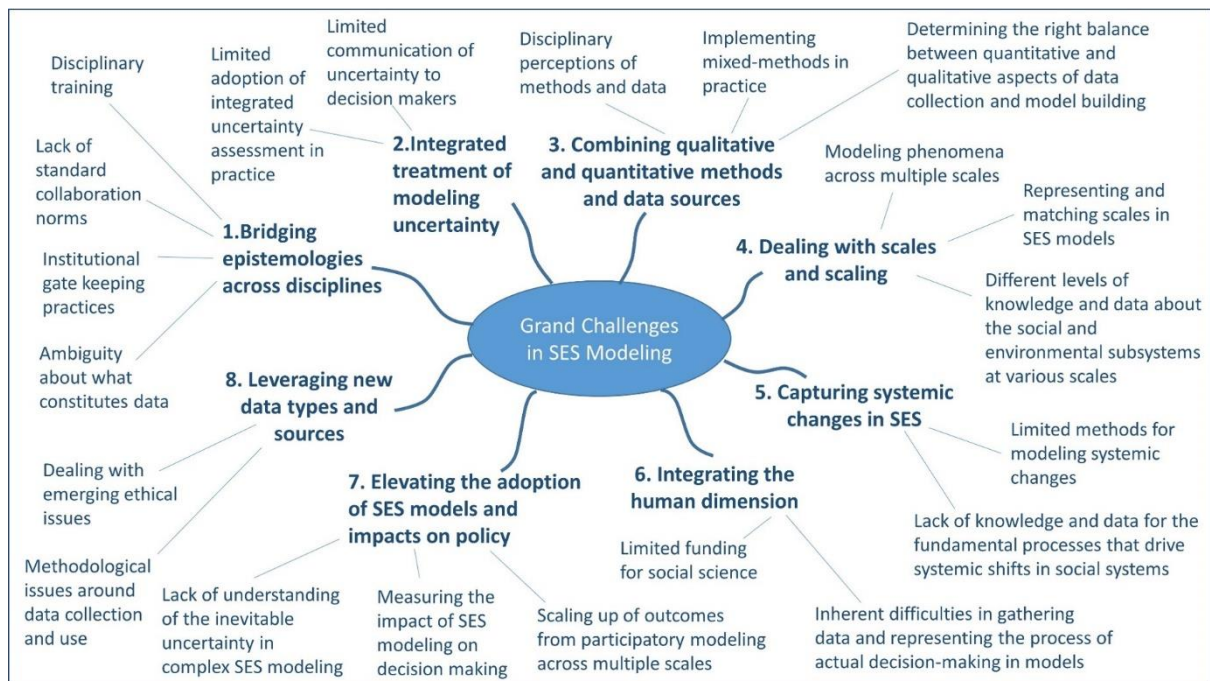 Grand Challenges
in SES Modeling
1.Bridging
epistemologies
across disciplines
Disciplinary
training
Lack of
standard
collaboration
norms
Institutional
gate keeping
practices
Ambiguity
about what
constitutes data
2.Integrated
treatment of
modeling
uncertainty
Limited
adoption of
integrated
uncertainty
assessment in
practice
Limited
communication of
uncertainty to
decision makers
3. Combining qualitative
and quantitative methods
and data sources
Disciplinary
perceptions of
methods and data
Implementing
mixed-methods in
practice
Determining the right balance
between quantitative and
qualitative aspects of data
collection and model building
4. Dealing with scales
and scaling
Modeling phenomena
across multiple scales
Representing and
matching scales in
SES models
Different levels of
knowledge and data about
the social and
environmental subsystems
at various scales
5. Capturing systemic
changes in SES
Limited methods for
modeling systemic
changes
Lack of knowledge and data for the
fundamental processes that drive
systemic shifts in social systems
6. Integrating the
human dimension
Limited funding
for social science
Inherent difficulties in gathering
data and representing the process of
actual decision-making in models
7. Elevating the adoption
of SES models and
impacts on policy
Lack of understanding
of the inevitable
uncertainty in
complex SES modeling
Measuring the
impact of SES
modeling on
decision making
Scaling up of outcomes
from participatory modeling
across multiple scales
8. Leveraging new
data types and
sources
Dealing with
emerging ethical
issues
Methodological
issues around
data collection
and use